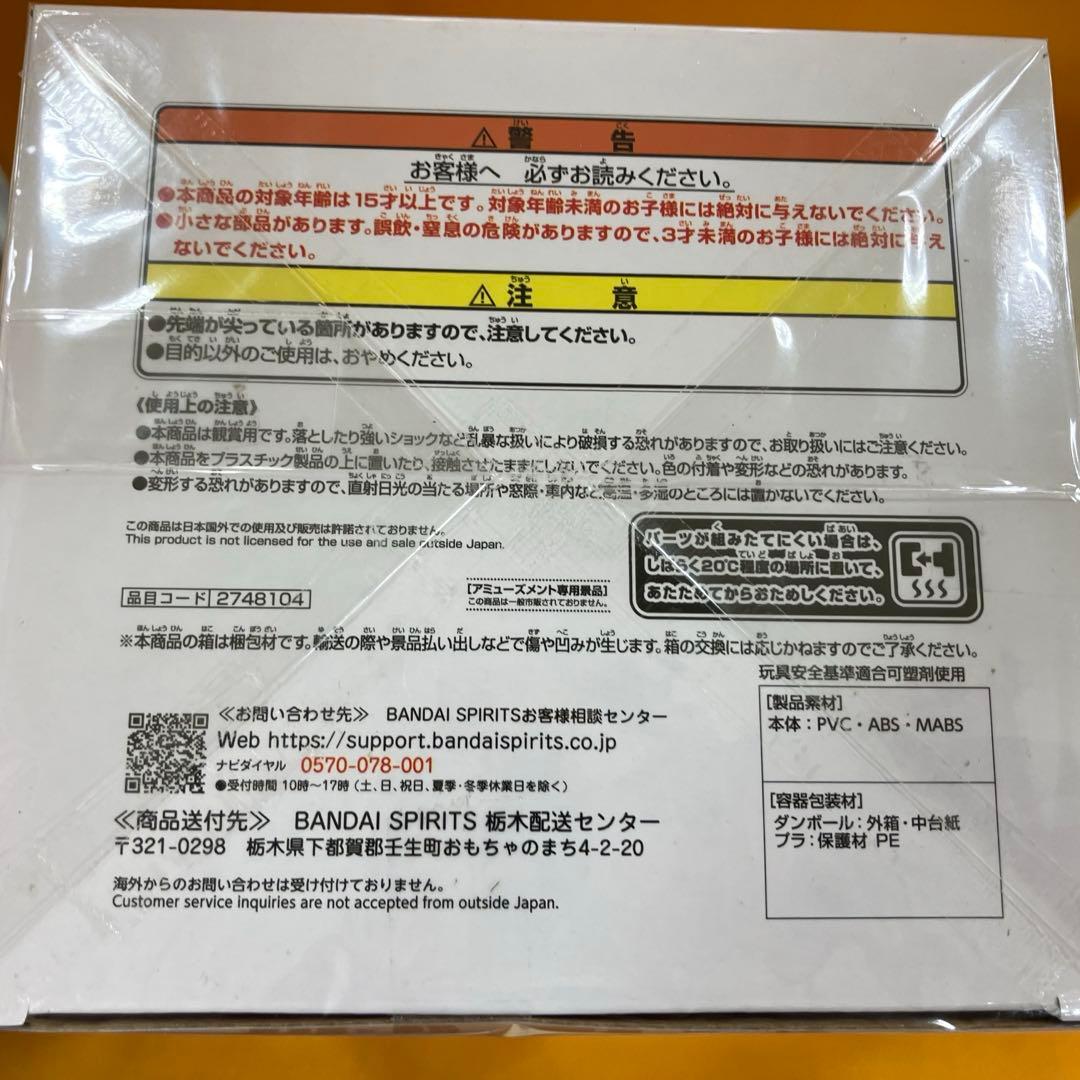 ⚠警告
お客様へ 必ずお読みください。
●本商品の対象年齢は15才以上です。対象年齢未満のお子様には絶対に与えないでください。
●小さな部品があります。誤飲・窒息の危険がありますので、3才未満のお子様には絶対に与え
ないでください。
⚠注意
●先端が尖っている箇所がありますので、注意してください。
●目的以外のご使用は、おやめください。
《使用上の注意》
●本商品は観賞用です。落としたり強いショックなど乱暴な扱いにより破損する恐れがありますので、お取り扱いにはご注意ください。
●本商品をプラスチック製品の上に置いたり、接触させたままにしないでください。色の付着や変形などの恐れがあります。
●変形する恐れがありますので、直射日光の当たる場所や窓際・車内など高温・多湿のところには置かないでください。
この商品は日本国外での使用及び販売は許諾されておりません。
This product is not licensed for the use and sale outside Japan.
パーツが組みたてにくい場合は、
しばらく20℃程度の場所に置いて、
あたためてからおためしください。
品目コード 2748104
[アミューズメント専用景品]
この商品は一般市販されておりません。
※本商品の箱は梱包材です。輸送の際や景品払い出しなどで傷や凹みが生じます。箱の交換には応じかねますのでご了承ください。
玩具安全基準適合可塑剤使用
[製品素材]
本体：PVC・ABS・MABS
[容器包装材]
ダンボール：外箱・中台紙
プラ：保護材 PE
≪お問い合わせ先≫ BANDAI SPIRITSお客様相談センター
Web https://support.bandaispirits.co.jp
ナビダイヤル 0570-078-001
●受付時間 10時～17時（土、日、祝日、夏季・冬季休業日を除く）
≪商品送付先≫ BANDAI SPIRITS 栃木配送センター
〒321-0298 栃木県下都賀郡壬生町おもちゃのまち4-2-20
海外からのお問い合わせは受け付けておりません。
Customer service inquiries are not accepted from outside Japan.